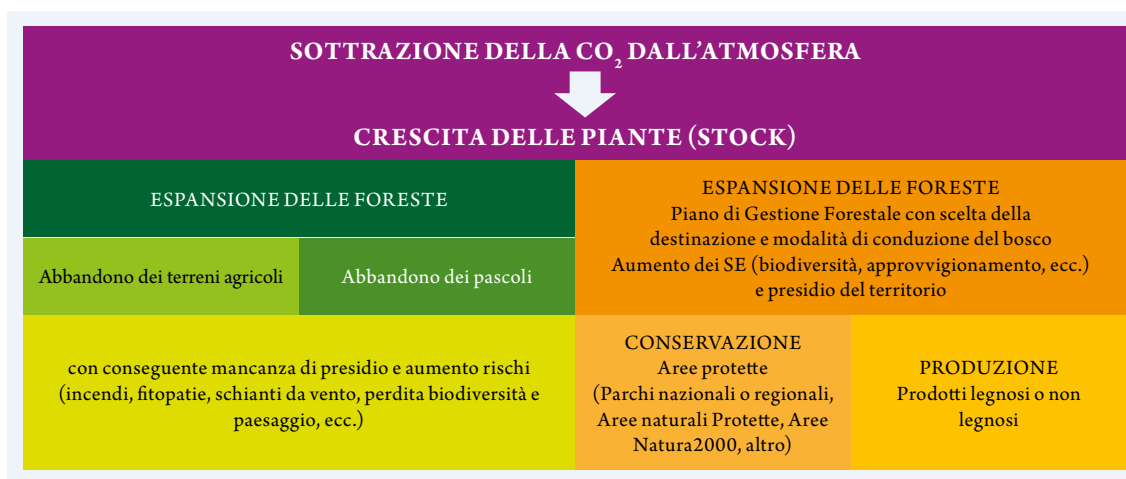 SOTTRAZIONE DELLA CO₂ DALL'ATMOSFERA
CRESCITA DELLE PIANTE (STOCK)
ESPANSIONE DELLE FORESTE
Abbandono dei terreni agricoli
Abbandono dei pascoli
con conseguente mancanza di presidio e aumento rischi
(incendi, fitopatie, schianti da vento, perdita biodiversità e
paesaggio, ecc.)
ESPANSIONE DELLE FORESTE
Piano di Gestione Forestale con scelta della
destinazione e modalità di conduzione del bosco
Aumento dei SE (biodiversità, approvvigionamento, ecc.)
e presidio del territorio
CONSERVAZIONE
Aree protette
(Parchi nazionali o regionali,
Aree naturali Protette, Aree
Natura2000, altro)
PRODUZIONE
Prodotti legnosi o non
legnosi